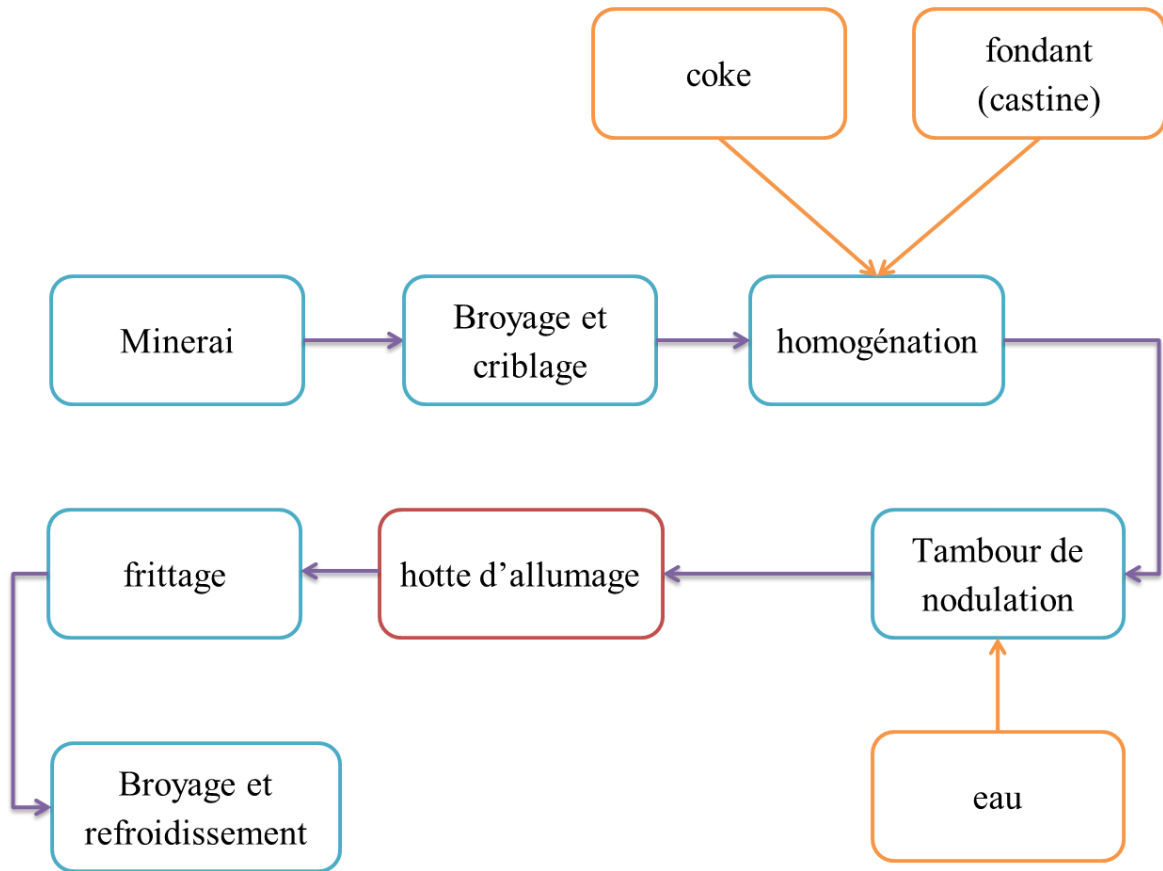 coke
fondant
(castine)
Minerai
Broyage et
criblage
homogénation
Tambour de
nodulation
hotte d’allumage
frittage
Broyage et
refroidissement
eau